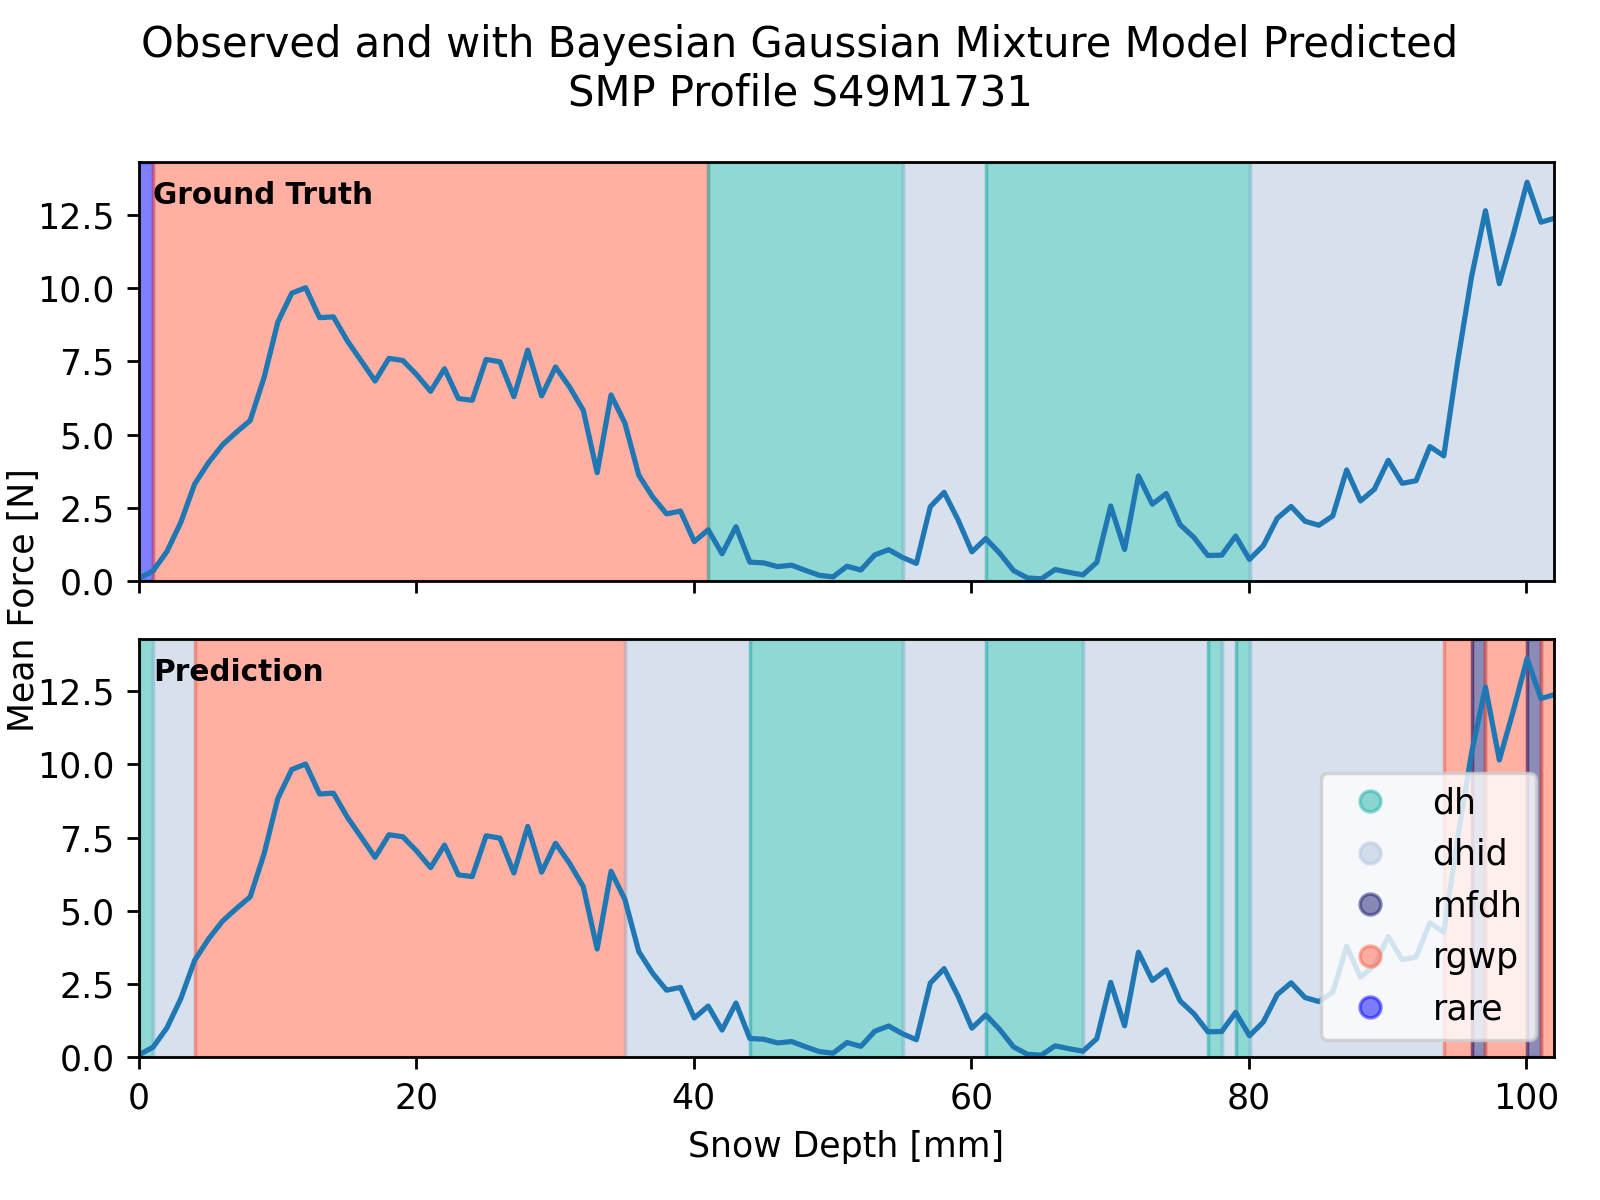 Observed and with Bayesian Gaussian Mixture Model Predicted
SMP Profile S49M1731
Mean Force [N]
Ground Truth
12.5
10.0
7.5
5.0
2.5
0.0
Prediction
12.5
10.0
7.5
5.0
2.5
0.0
dh
dhid
mfdh
rgwp
rare
0 20 40 60 80 100
Snow Depth [mm]